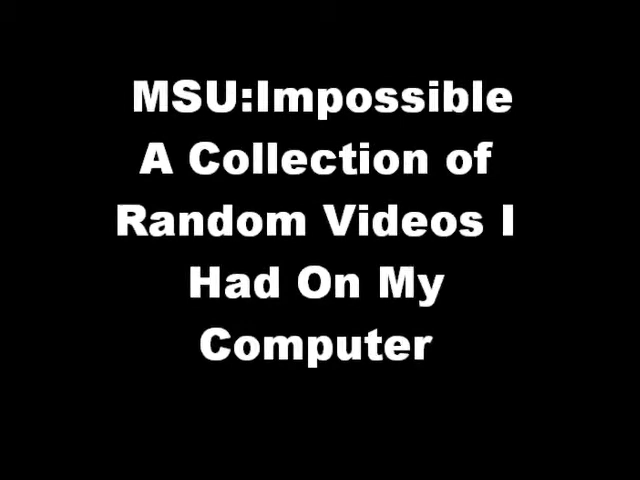 MSU:Impossible
A Collection of
Random Videos I
Had On My
Computer